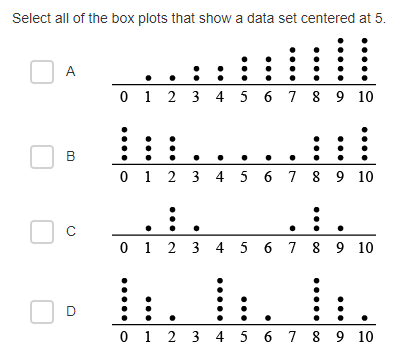 Select all of the box plots that show a data set centered at 5.
A
0 1 2 3 4 5 6 7 8 9 10
B
0 1 2 3 4 5 6 7 8 9 10
C
0 1 2 3 4 5 6 7 8 9 10
D
0 1 2 3 4 5 6 7 8 9 10